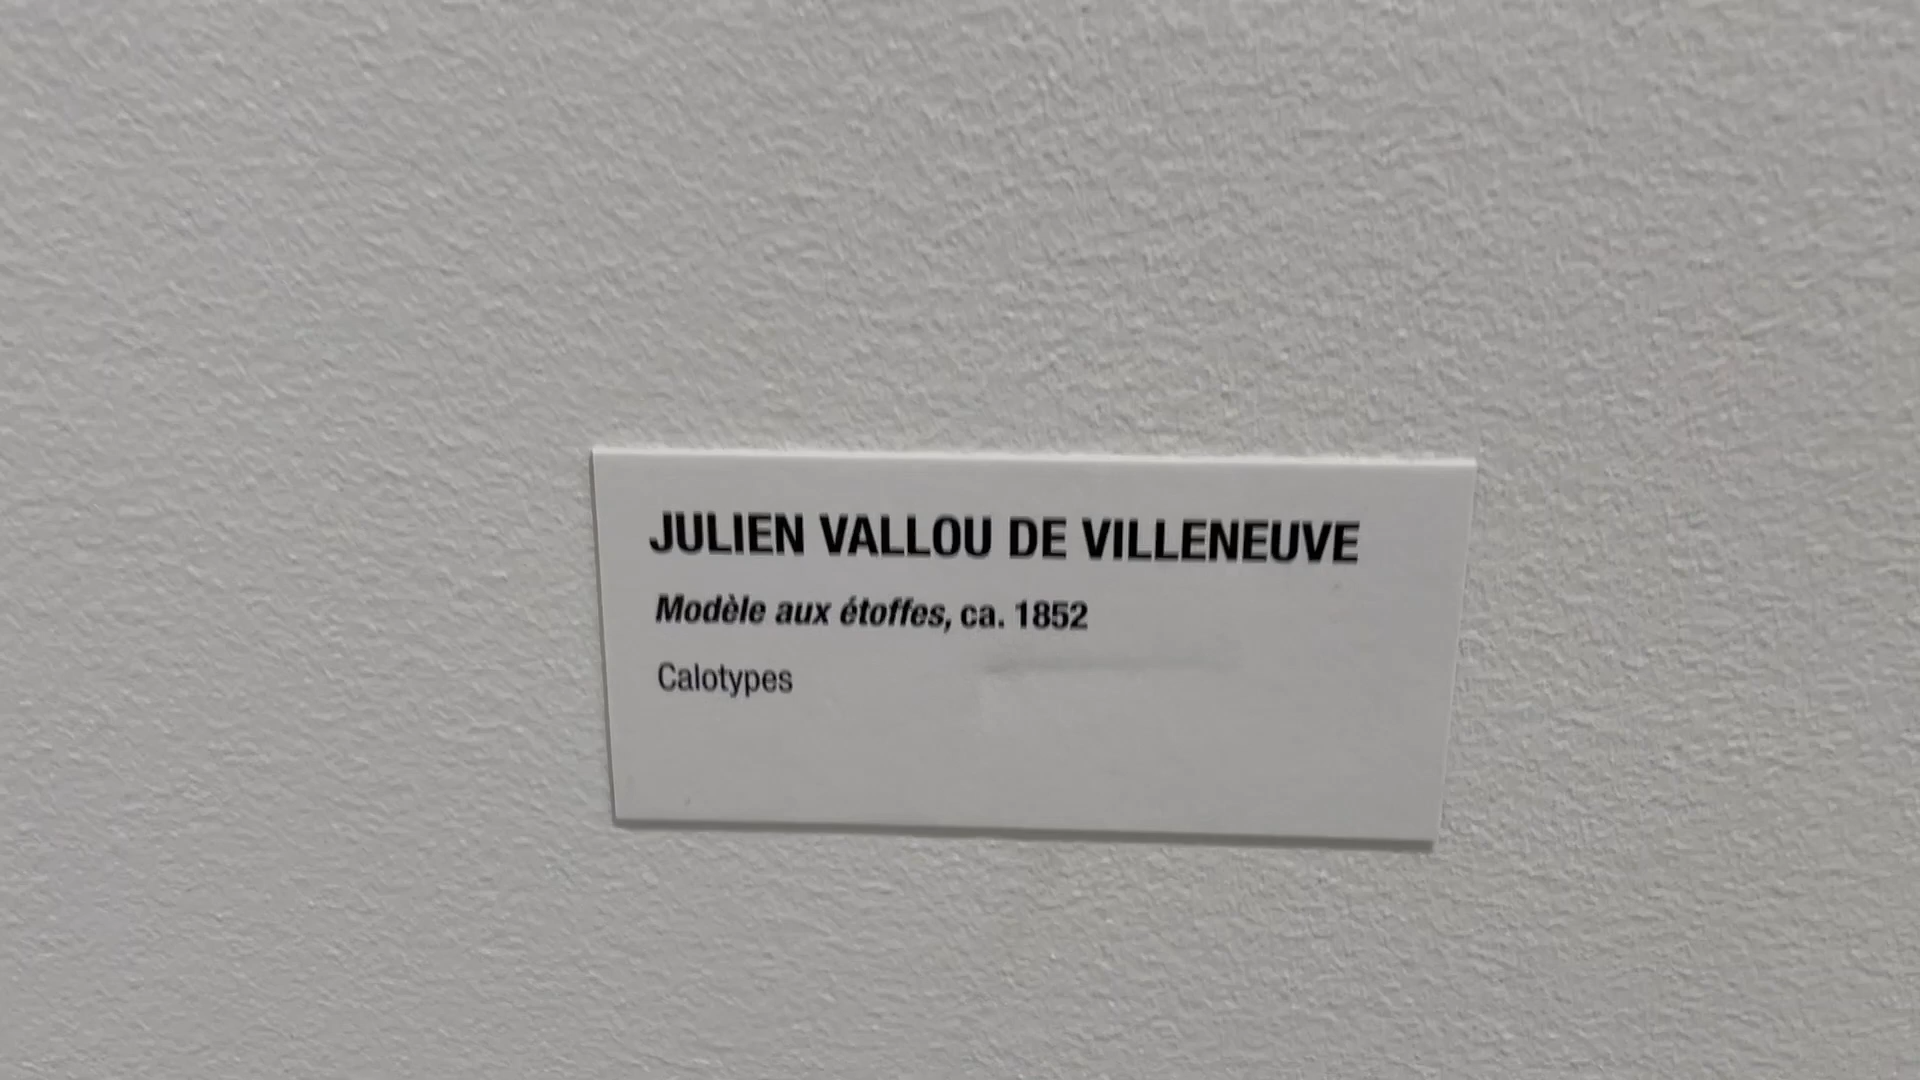 JULIEN VALLOU DE VILLENEUVE
Modèle aux étoffes, ca. 1852
Calotypes